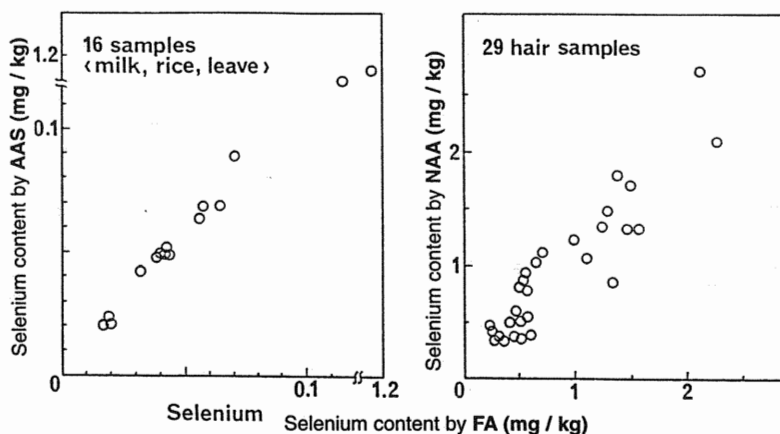 16 samples
‹milk, rice, leave›
1.2
0.1
0
0.1
1.2
Selenium content by AAS (mg / kg)
Selenium
29 hair samples
2
1
0
1
2
Selenium content by NAA (mg / kg)
Selenium content by FA (mg / kg)